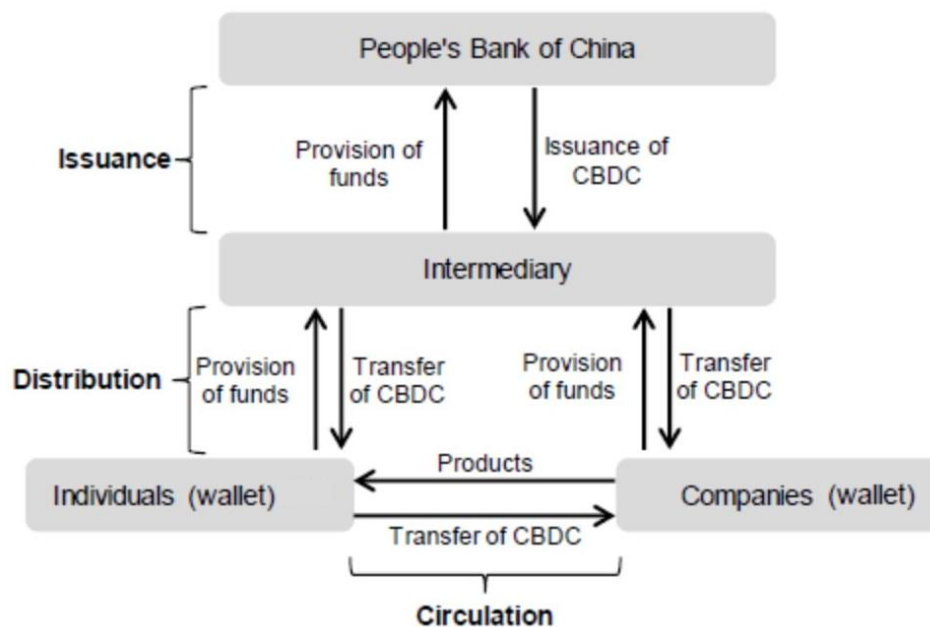 People's Bank of China
Issuance
Provision of
funds
Issuance of
CBDC
Intermediary
Distribution
Provision
of funds
Transfer
of CBDC
Provision
of funds
Transfer
of CBDC
Individuals (wallet)
Products
Companies (wallet)
Transfer of CBDC
Circulation